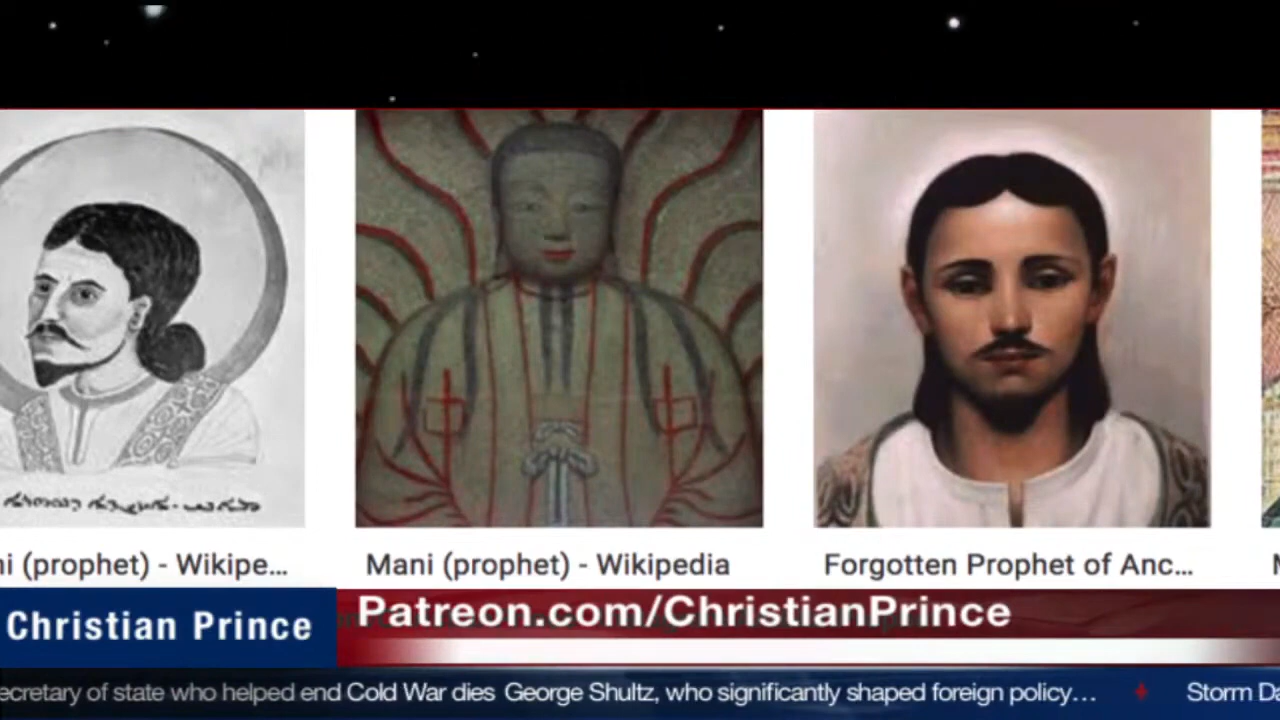 ni (prophet) - Wikipe...
Mani (prophet) - Wikipedia
Forgotten Prophet of Anc...
Christian Prince
Patreon.com/ChristianPrince
ecretary of state who helped end Cold War dies George Shultz, who significantly shaped foreign policy... Storm Da